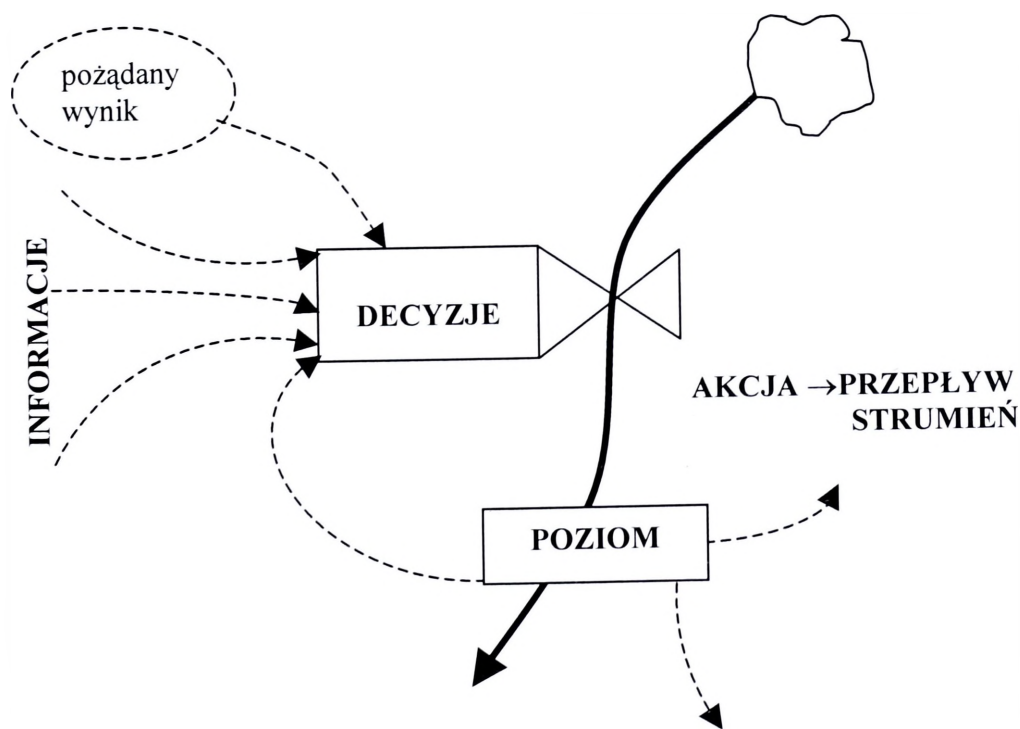 pożądany
wynik
INFORMACJE
DECYZJE
AKCJA →PRZEPŁYW
STRUMIEŃ
POZIOM